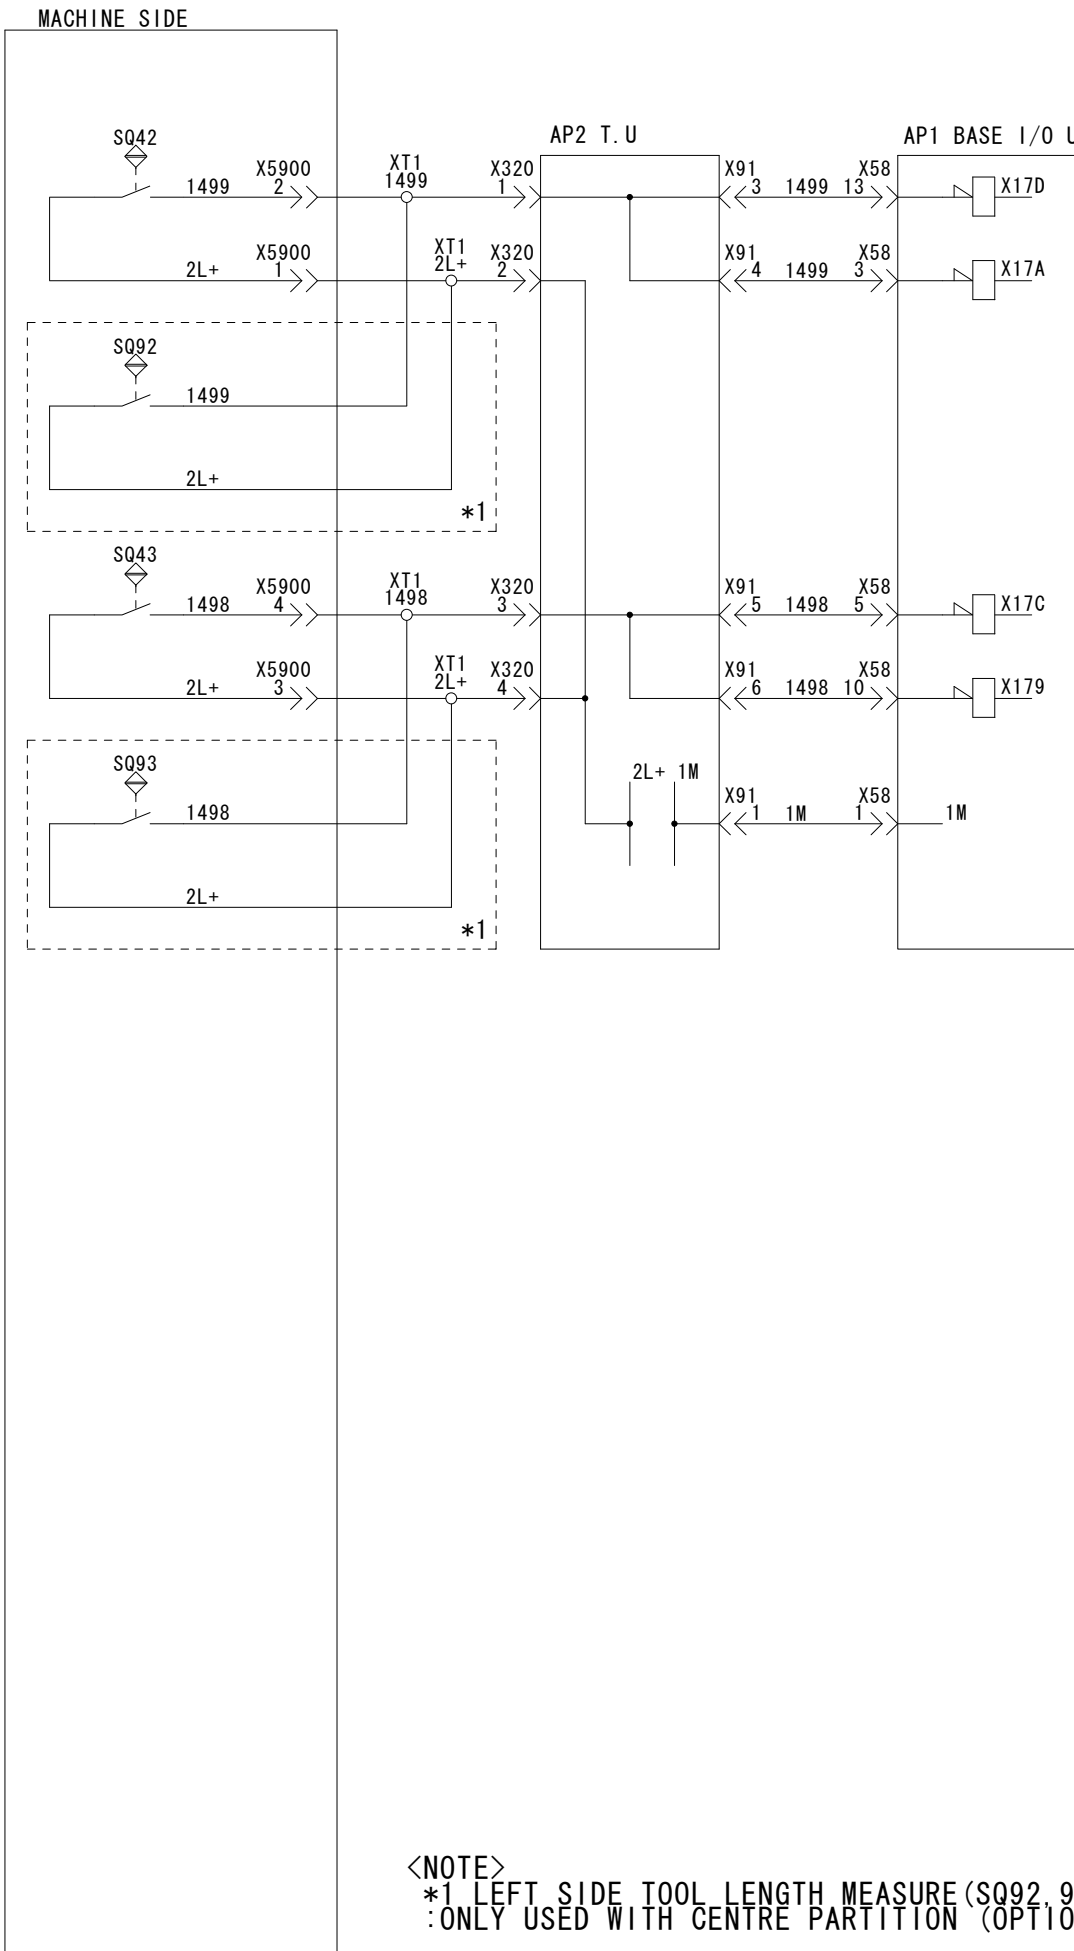 MACHINE SIDE
AP2 T.U
AP1 BASE I/O U
SQ42
1499
X5900
2
XT1
1499
X320
1
X91
3
1499
13
X58
X17D
2L+
X5900
1
XT1
2L+
X320
2
X91
4
1499
3
X58
X17A
SQ92
1499
2L+
*1
SQ43
1498
X5900
4
XT1
1498
X320
3
X91
5
1498
5
X58
X17C
2L+
X5900
3
XT1
2L+
X320
4
X91
6
1498
10
X58
X179
SQ93
1498
2L+ 1M
X91
1
1M
1
X58
1M
2L+
*1
<NOTE>
*1 LEFT SIDE TOOL LENGTH MEASURE(SQ92,9
:ONLY USED WITH CENTRE PARTITION (OPTIO